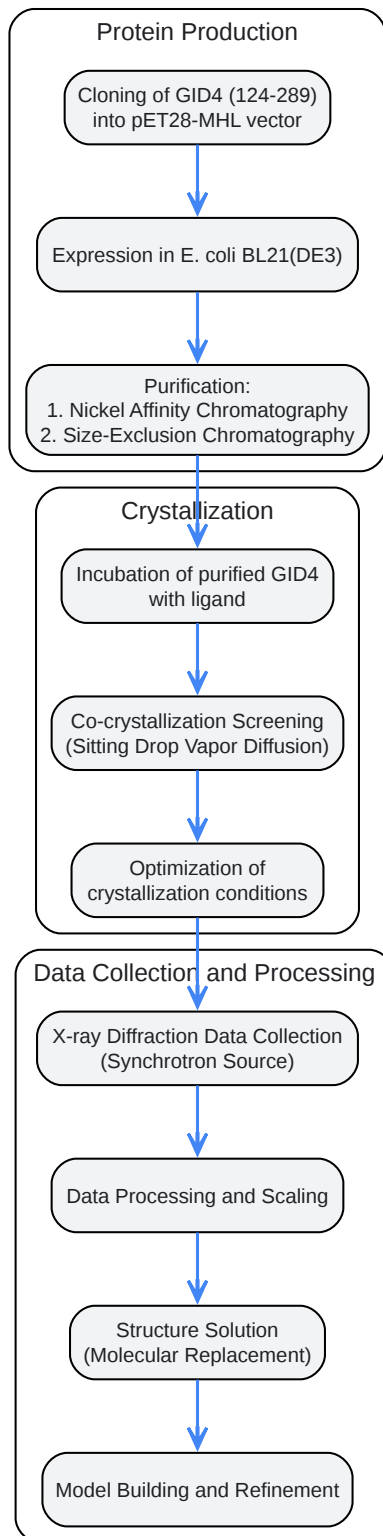 Protein Production
Cloning of GID4 (124-289)
into pET28-MHL vector
Expression in E. coli BL21(DE3)
Purification:
1. Nickel Affinity Chromatography
2. Size-Exclusion Chromatography
Crystallization
Incubation of purified GID4
with ligand
Co-crystallization Screening
(Sitting Drop Vapor Diffusion)
Optimization of
crystallization conditions
Data Collection and Processing
X-ray Diffraction Data Collection
(Synchrotron Source)
Data Processing and Scaling
Structure Solution
(Molecular Replacement)
Model Building and Refinement